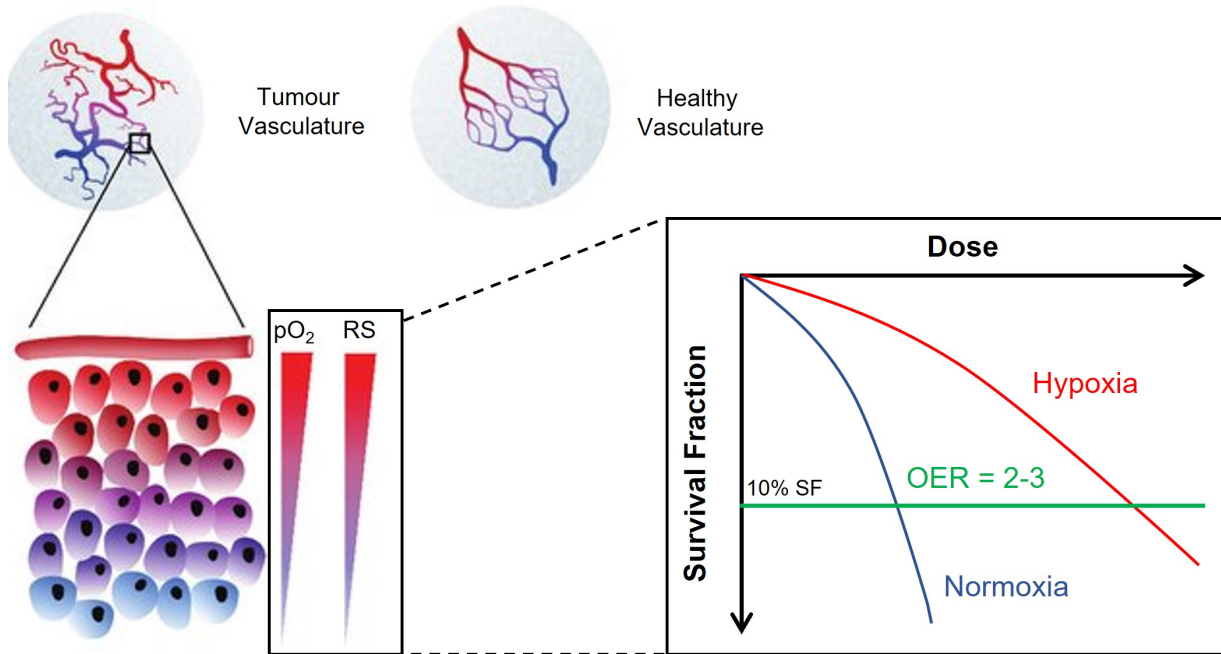 Tumour
Vasculature
Healthy
Vasculature
pO₂ RS
Dose
Survival Fraction
Hypoxia
OER = 2-3
10% SF
Normoxia